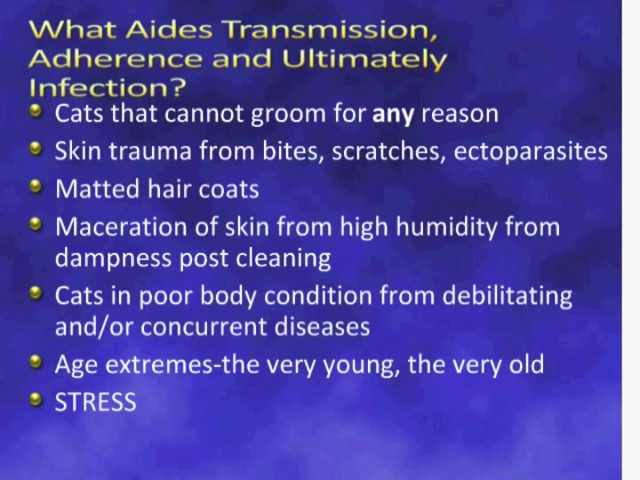 What Aides Transmission,
Adherence and Ultimately
Infection?
Cats that cannot groom for any reason
Skin trauma from bites, scratches, ectoparasites
Matted hair coats
Maceration of skin from high humidity from
dampness post cleaning
Cats in poor body condition from debilitating
and/or concurrent diseases
Age extremes-the very young, the very old
STRESS